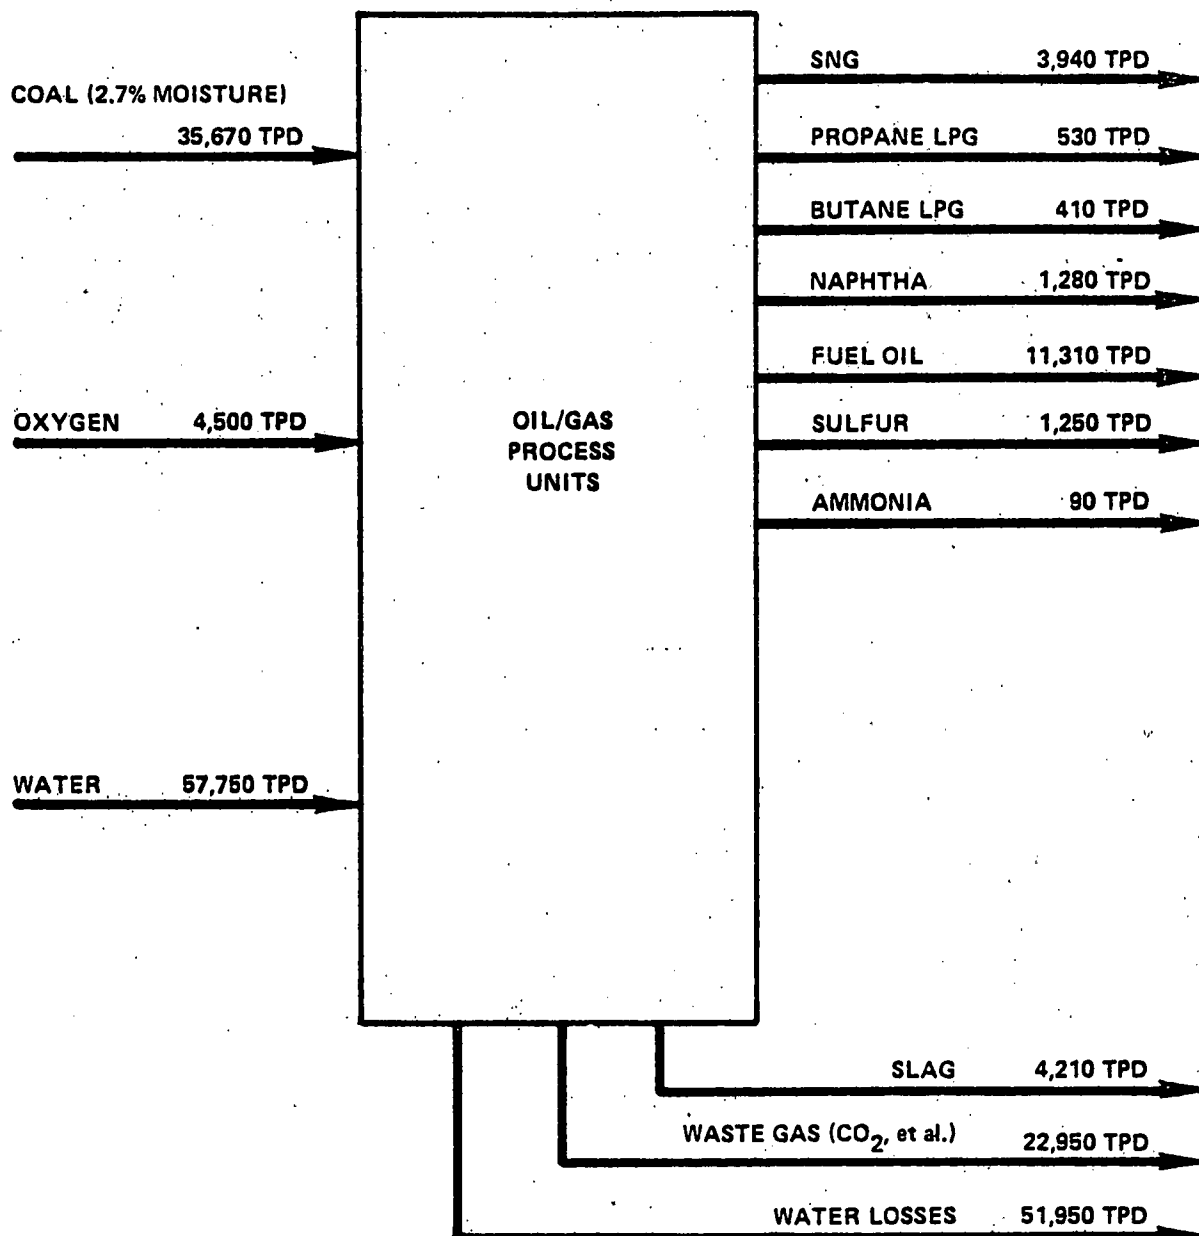 COAL (2.7% MOISTURE)
35,670 TPD
OXYGEN 4,500 TPD
WATER 57,750 TPD
OIL/GAS
PROCESS
UNITS
SNG 3,940 TPD
PROPANE LPG 530 TPD
BUTANE LPG 410 TPD
NAPHTHA 1,280 TPD
FUEL OIL 11,310 TPD
SULFUR 1,250 TPD
AMMONIA 90 TPD
SLAG 4,210 TPD
WASTE GAS (CO₂, et al.) 22,950 TPD
WATER LOSSES 51,950 TPD